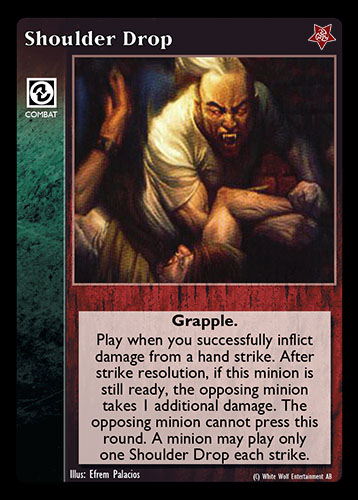 Shoulder Drop
COMBAT
Grapple.
Play when you successfully inflict
damage from a hand strike. After
strike resolution, if this minion is
still ready, the opposing minion
takes 1 additional damage. The
opposing minion cannot press this
round. A minion may play only
one Shoulder Drop each strike.
Illus: Efrem Palacios
(C) White Wolf Entertainment AB